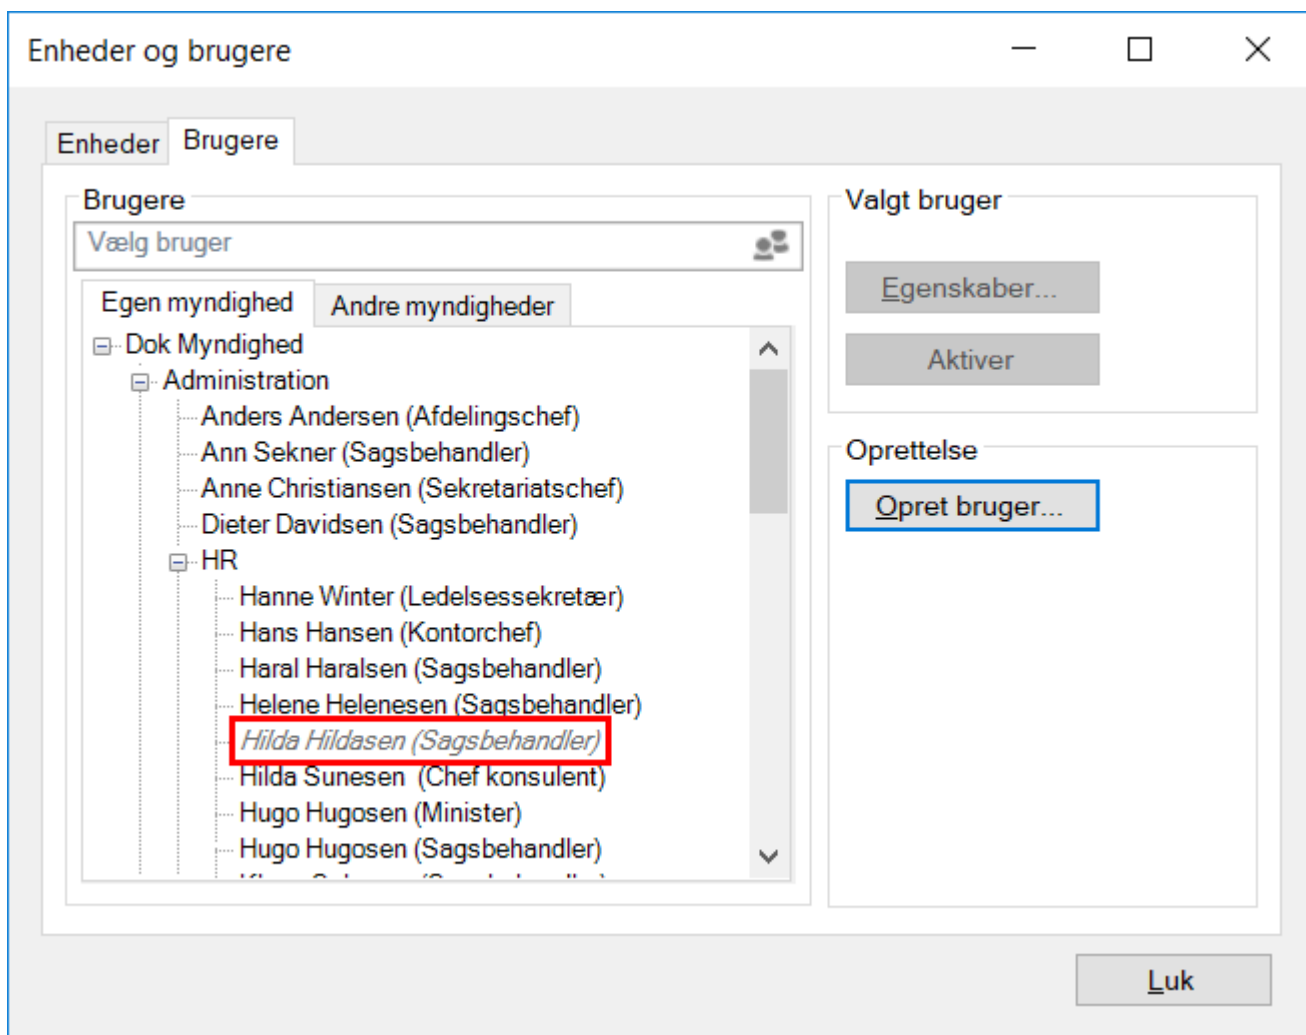 Enheder og brugere
Enheder
Brugere
Brugere
Vælg bruger
Egen myndighed
Andre myndigheder
Dok Myndighed
Administration
Anders Andersen (Afdelingschef)
Ann Sekner (Sagsbehandler)
Anne Christiansen (Sekretariatschef)
Dieter Davidsen (Sagsbehandler)
HR
Hanne Winter (Ledelsessekretær)
Hans Hansen (Kontorchef)
Haral Haralsen (Sagsbehandler)
Helene Helenesen (Sagsbehandler)
Hilda Hildasen (Sagsbehandler)
Hilda Sunesen (Chef konsulent)
Hugo Hugosen (Minister)
Hugo Hugosen (Sagsbehandler)
Valgt bruger
Egenskaber...
Aktiver
Oprettelse
Opret bruger...
Luk